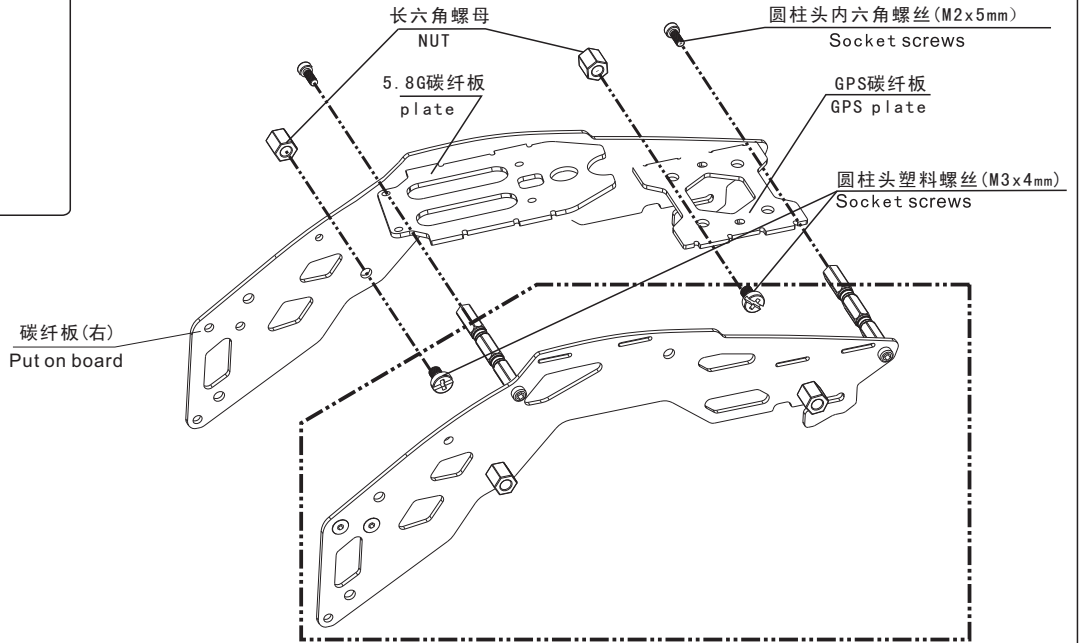 长六角螺母
NUT
圆柱头内六角螺丝(M2x5mm)
Socket screws
5.8G碳纤板
plate
GPS碳纤板
GPS plate
圆柱头塑料螺丝(M3x4mm)
Socket screws
碳纤板(右)
Put on board